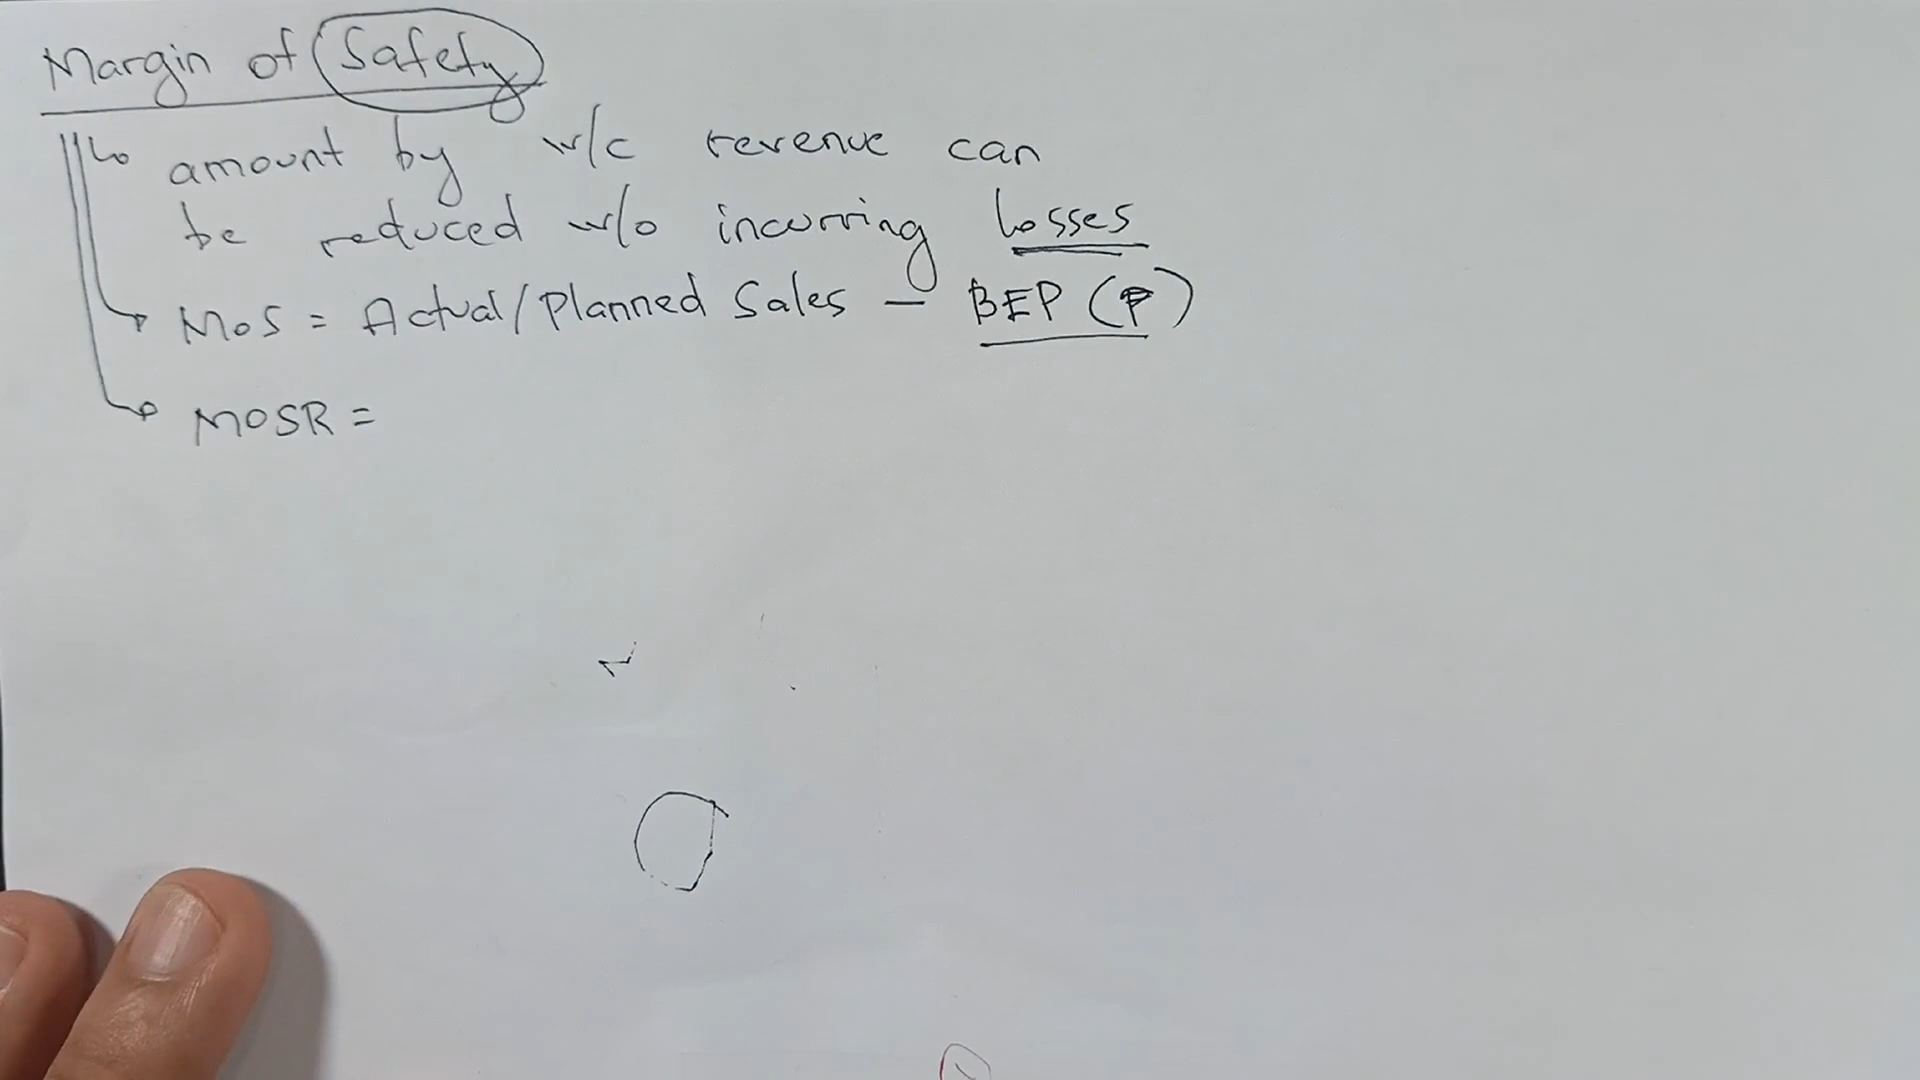 Margin of Safety
amount by w/c revenue can
be reduced w/o incurring losses
MoS = Actual/Planned Sales - BEP (₱)
MOSR =